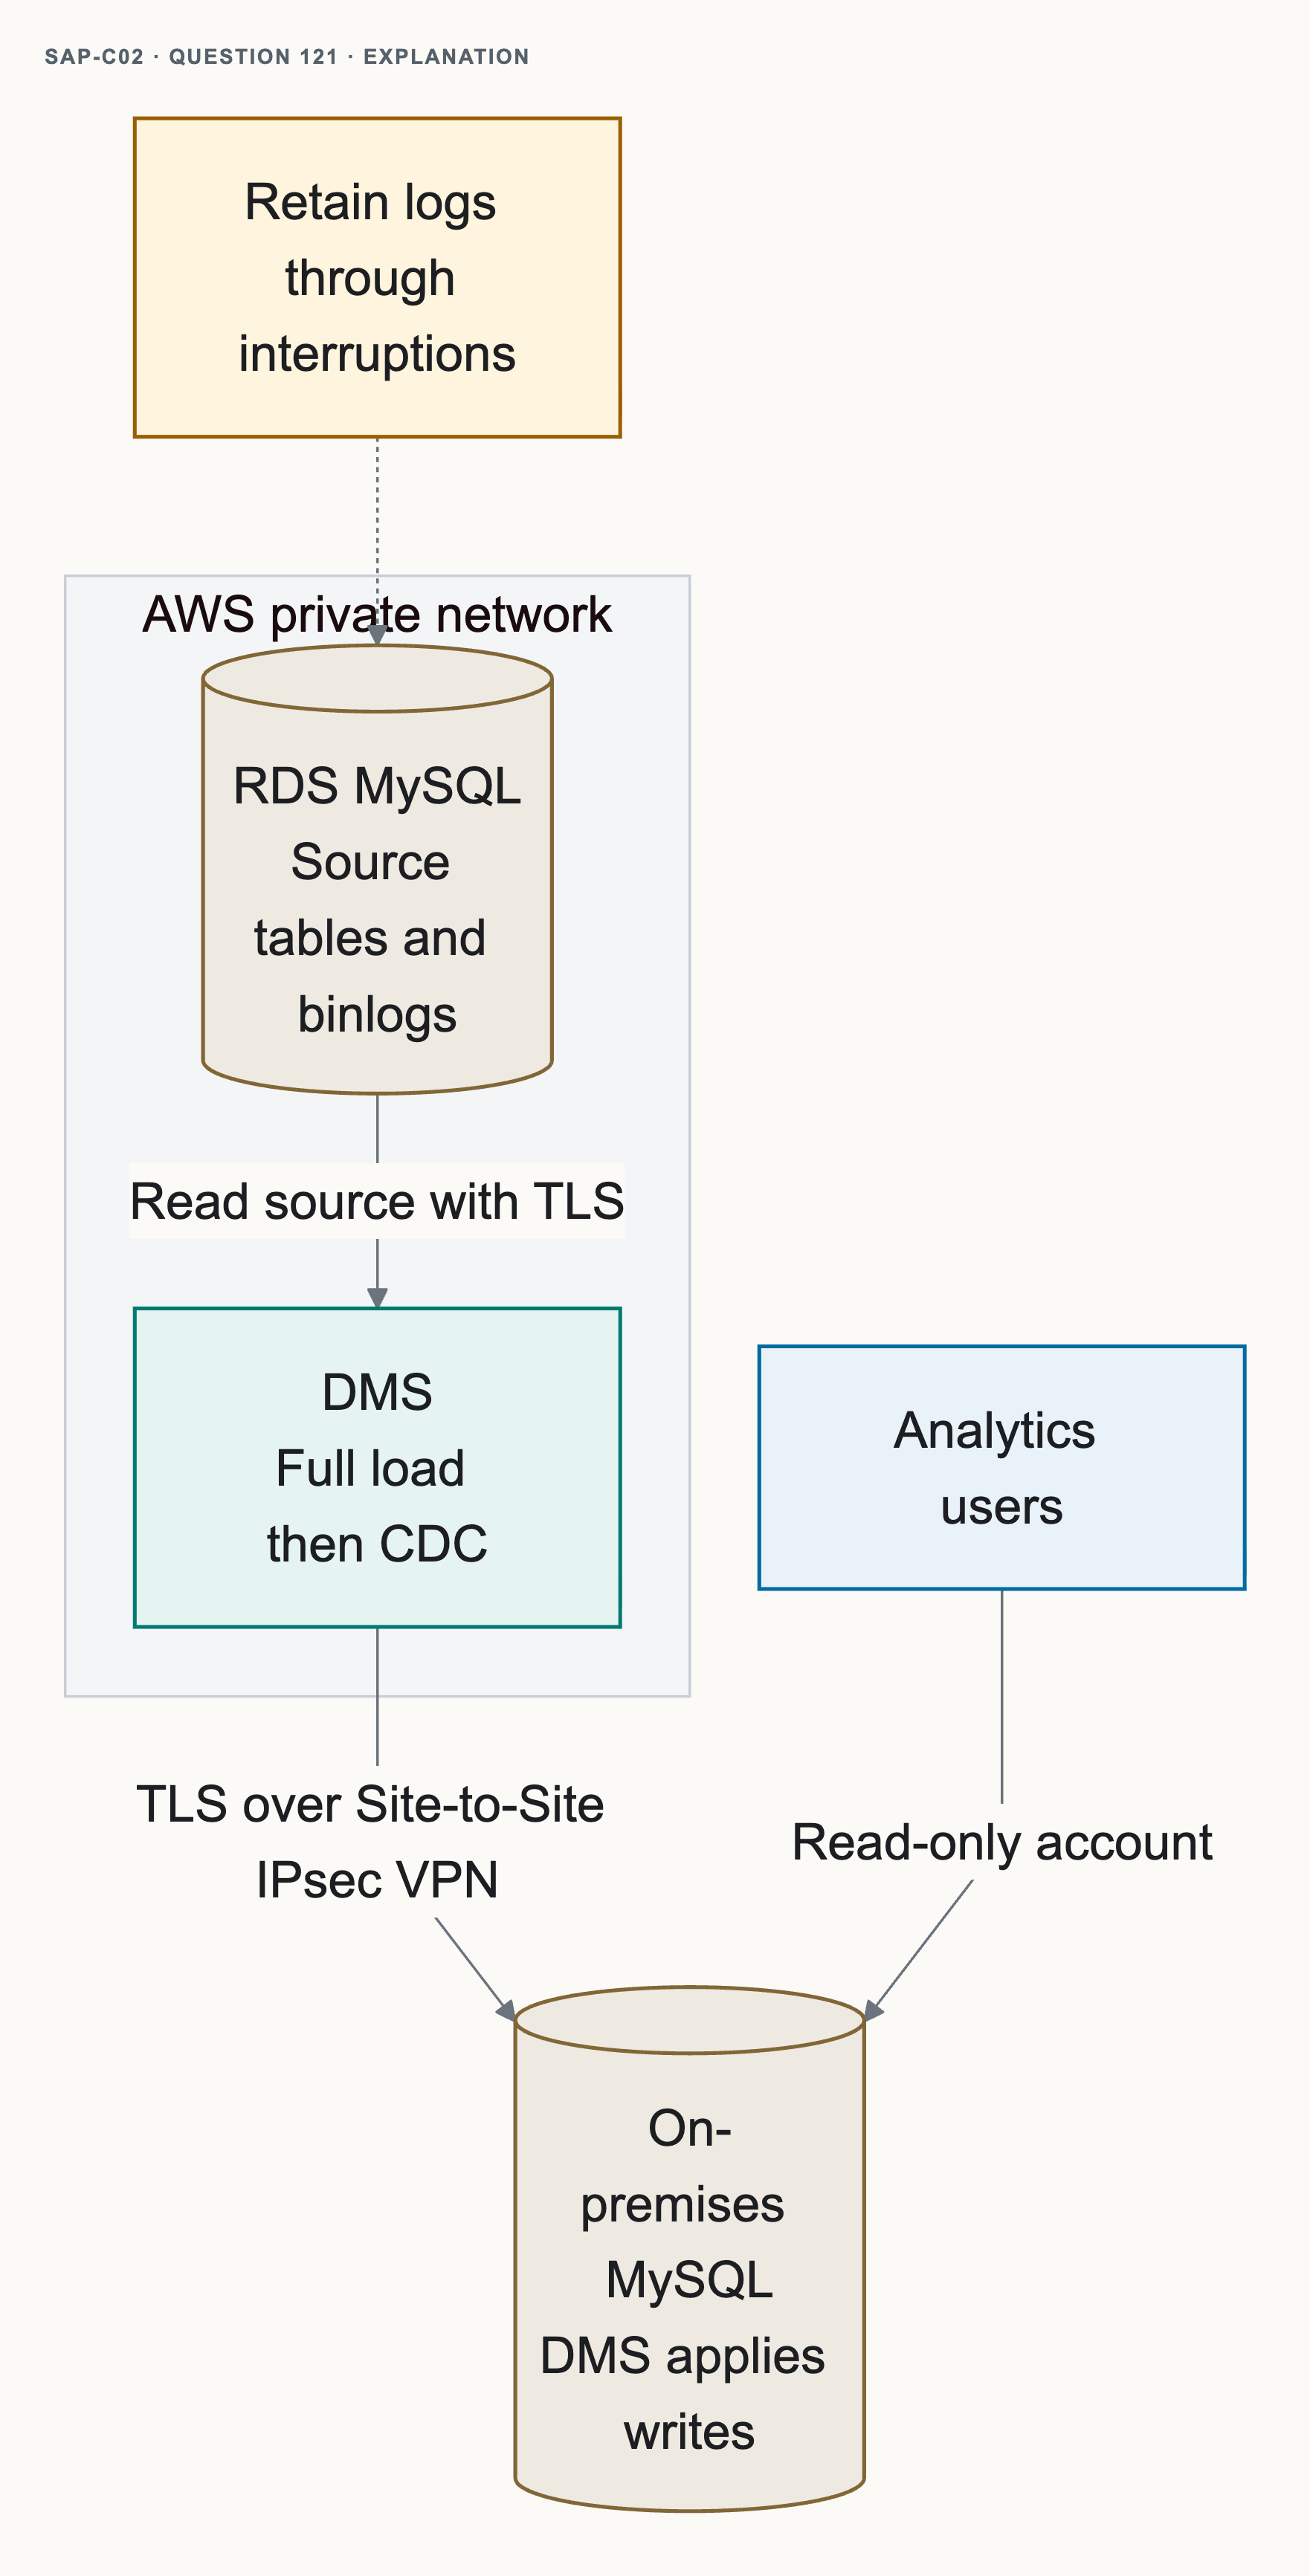 SAP-C02 · QUESTION 121 · EXPLANATION
Retain logs
through
interruptions
AWS private network
RDS MySQL
Source
tables and
binlogs
Read source with TLS
DMS
Full load
then CDC
Analytics
users
TLS over Site-to-Site
IPsec VPN
Read-only account
On-
premises
MySQL
DMS applies
writes